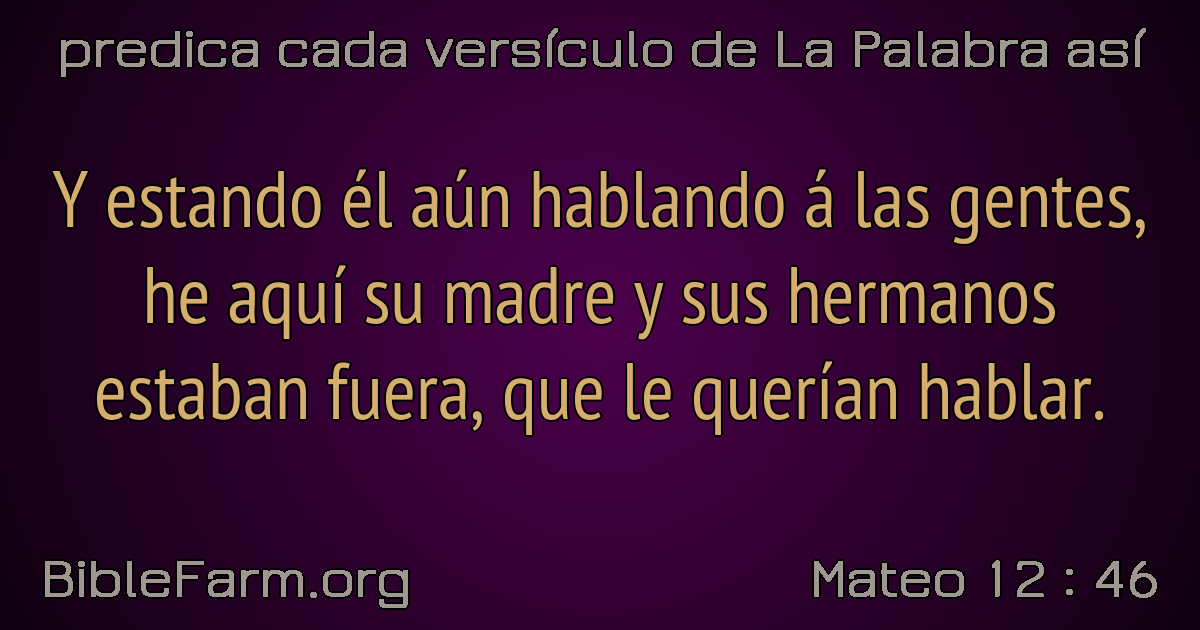 predica cada versículo de La Palabra así
Y estando él aún hablando á las gentes,
he aquí su madre y sus hermanos
estaban fuera, que le querían hablar.
BibleFarm.org
Mateo 12 : 46